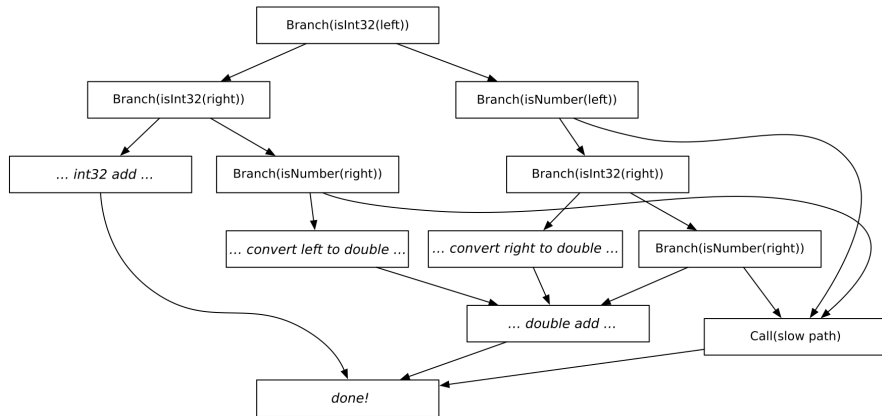 Branch(isInt32(left))
Branch(isInt32(right))
Branch(isNumber(left))
... int32 add ...
Branch(isNumber(right))
Branch(isInt32(right))
... convert left to double ...
... convert right to double ...
Branch(isNumber(right))
... double add ...
Call(slow path)
done!